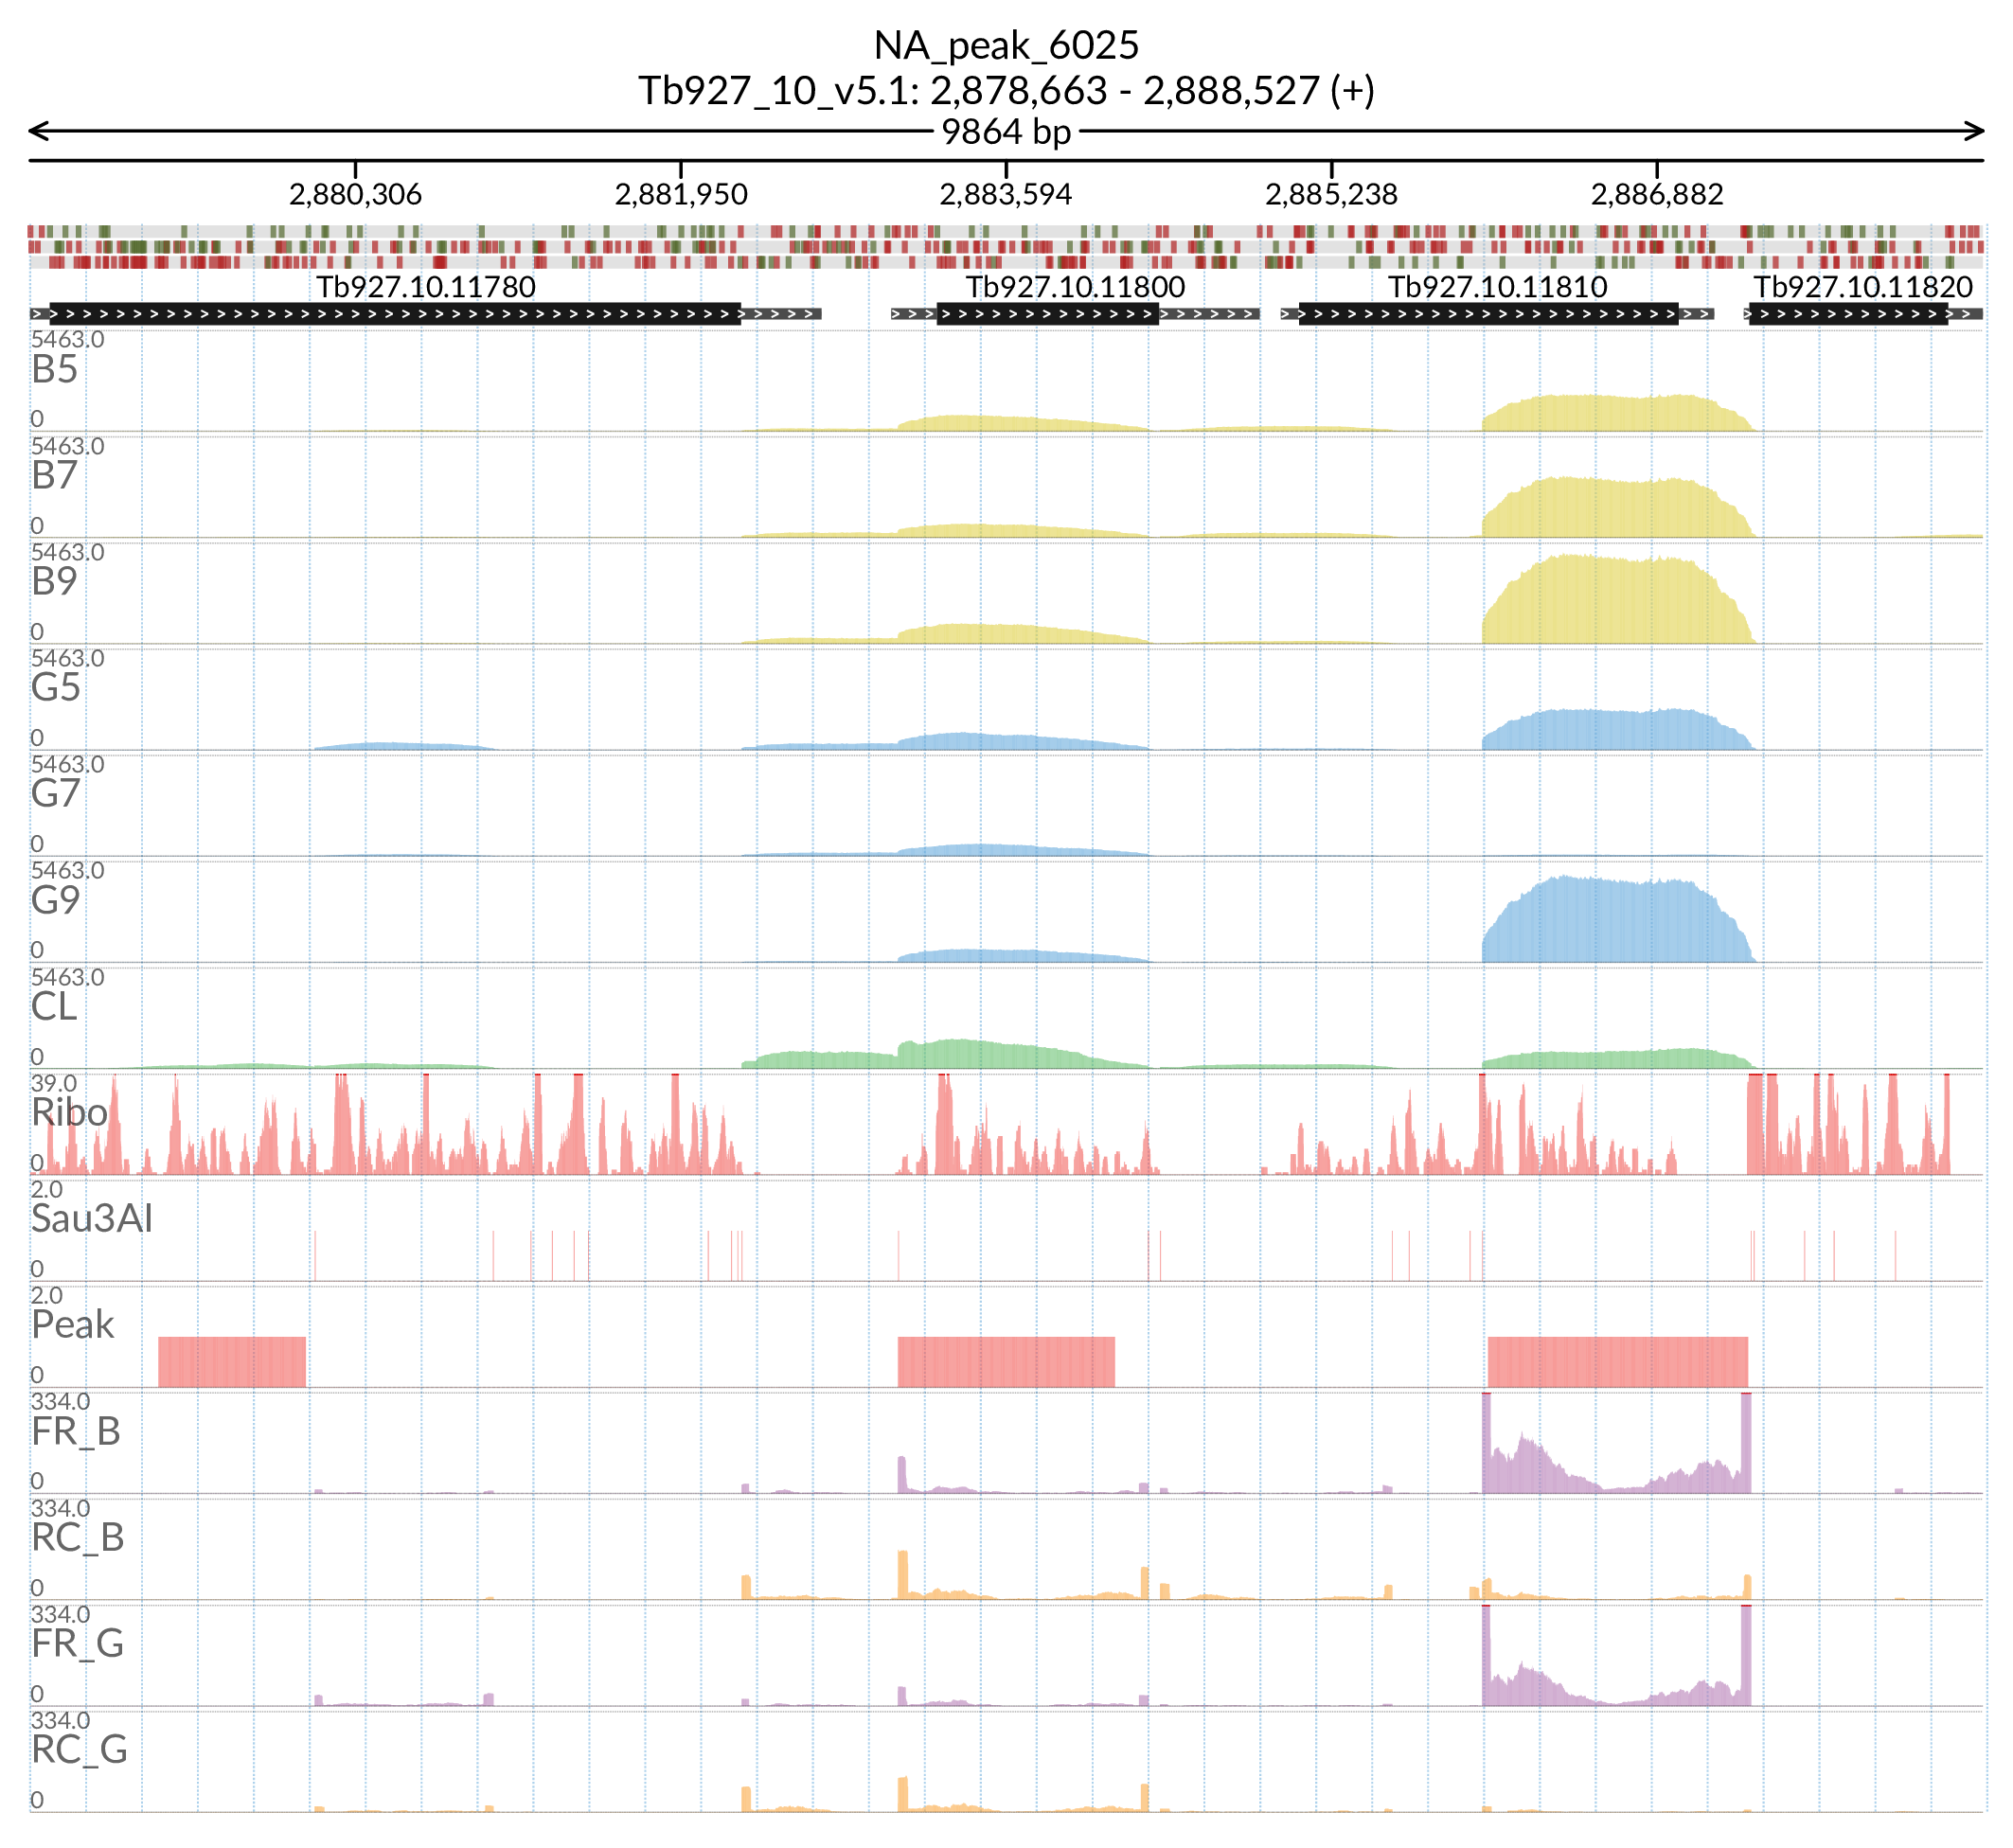 NA_peak_6025
Tb927_10_v5.1: 2,878,663 - 2,888,527 (+)
9864 bp
2,880,306 2,881,950 2,883,594 2,885,238 2,886,882
Tb927.10.11780 Tb927.10.11800 Tb927.10.11810 Tb927.10.11820
5463.0
B5
0
5463.0
B7
0
5463.0
B9
0
5463.0
G5
0
5463.0
G7
0
5463.0
G9
0
5463.0
CL
0
39.0
Ribo
0
2.0
Sau3AI
0
2.0
Peak
0
334.0
FR_B
0
334.0
RC_B
0
334.0
FR_G
0
334.0
RC_G
0